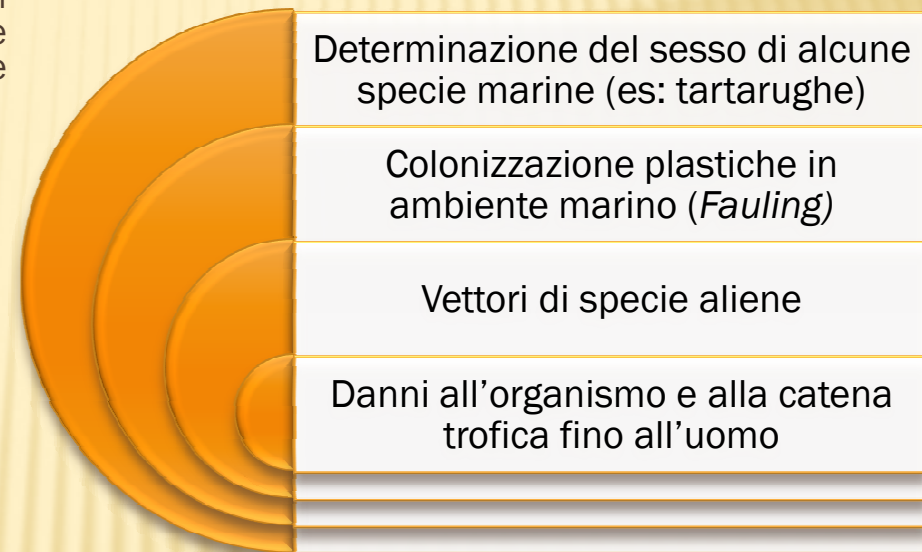 Determinazione del sesso di alcune
specie marine (es: tartarughe)
Colonizzazione plastiche in
ambiente marino (Fauling)
Vettori di specie aliene
Danni all’organismo e alla catena
trofica fino all’uomo